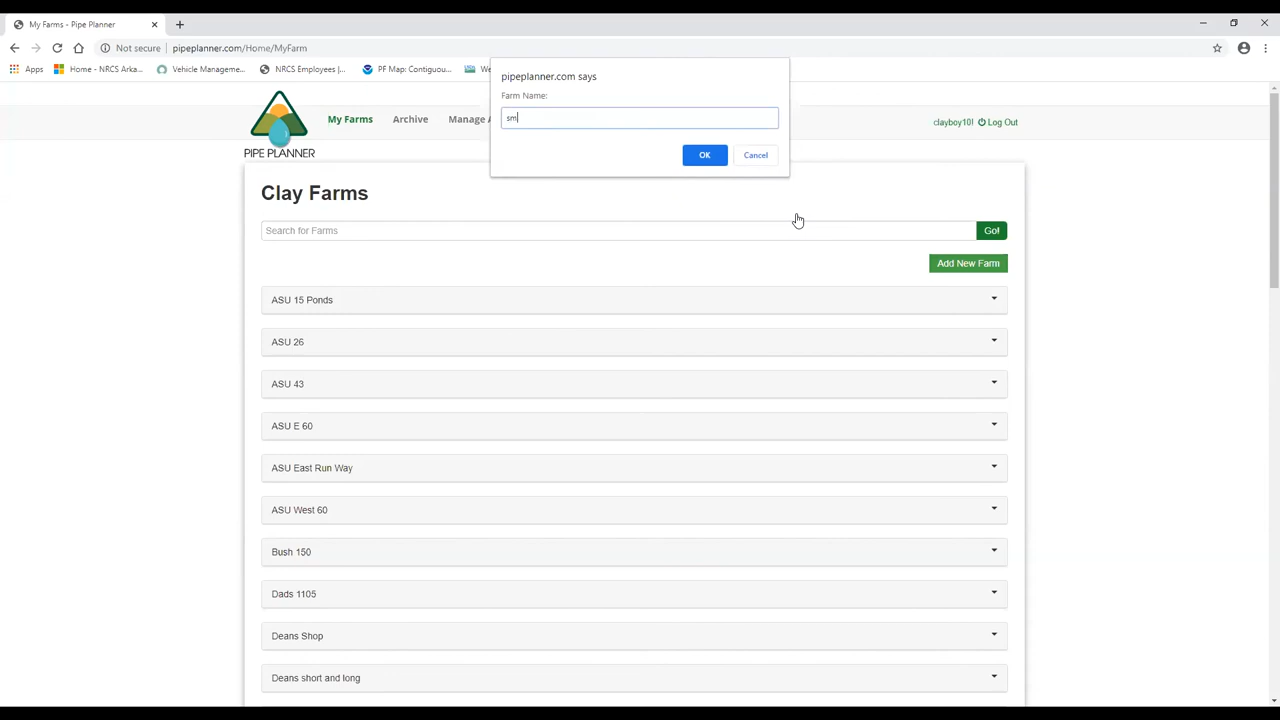 My Farms - Pipe Planner
Not secure
pipeplanner.com/Home/MyFarm
Apps
Home - NRCS Arka...
Vehicle Manageme...
NRCS Employees |...
PF Map: Contiguou...
pipeplanner.com says
Farm Name:
sm
OK
Cancel
PIPE PLANNER
My Farms
Archive
Manage
clayboy10!
Log Out
Clay Farms
Search for Farms
Go!
Add New Farm
ASU 15 Ponds
ASU 26
ASU 43
ASU E 60
ASU East Run Way
ASU West 60
Bush 150
Dads 1105
Deans Shop
Deans short and long